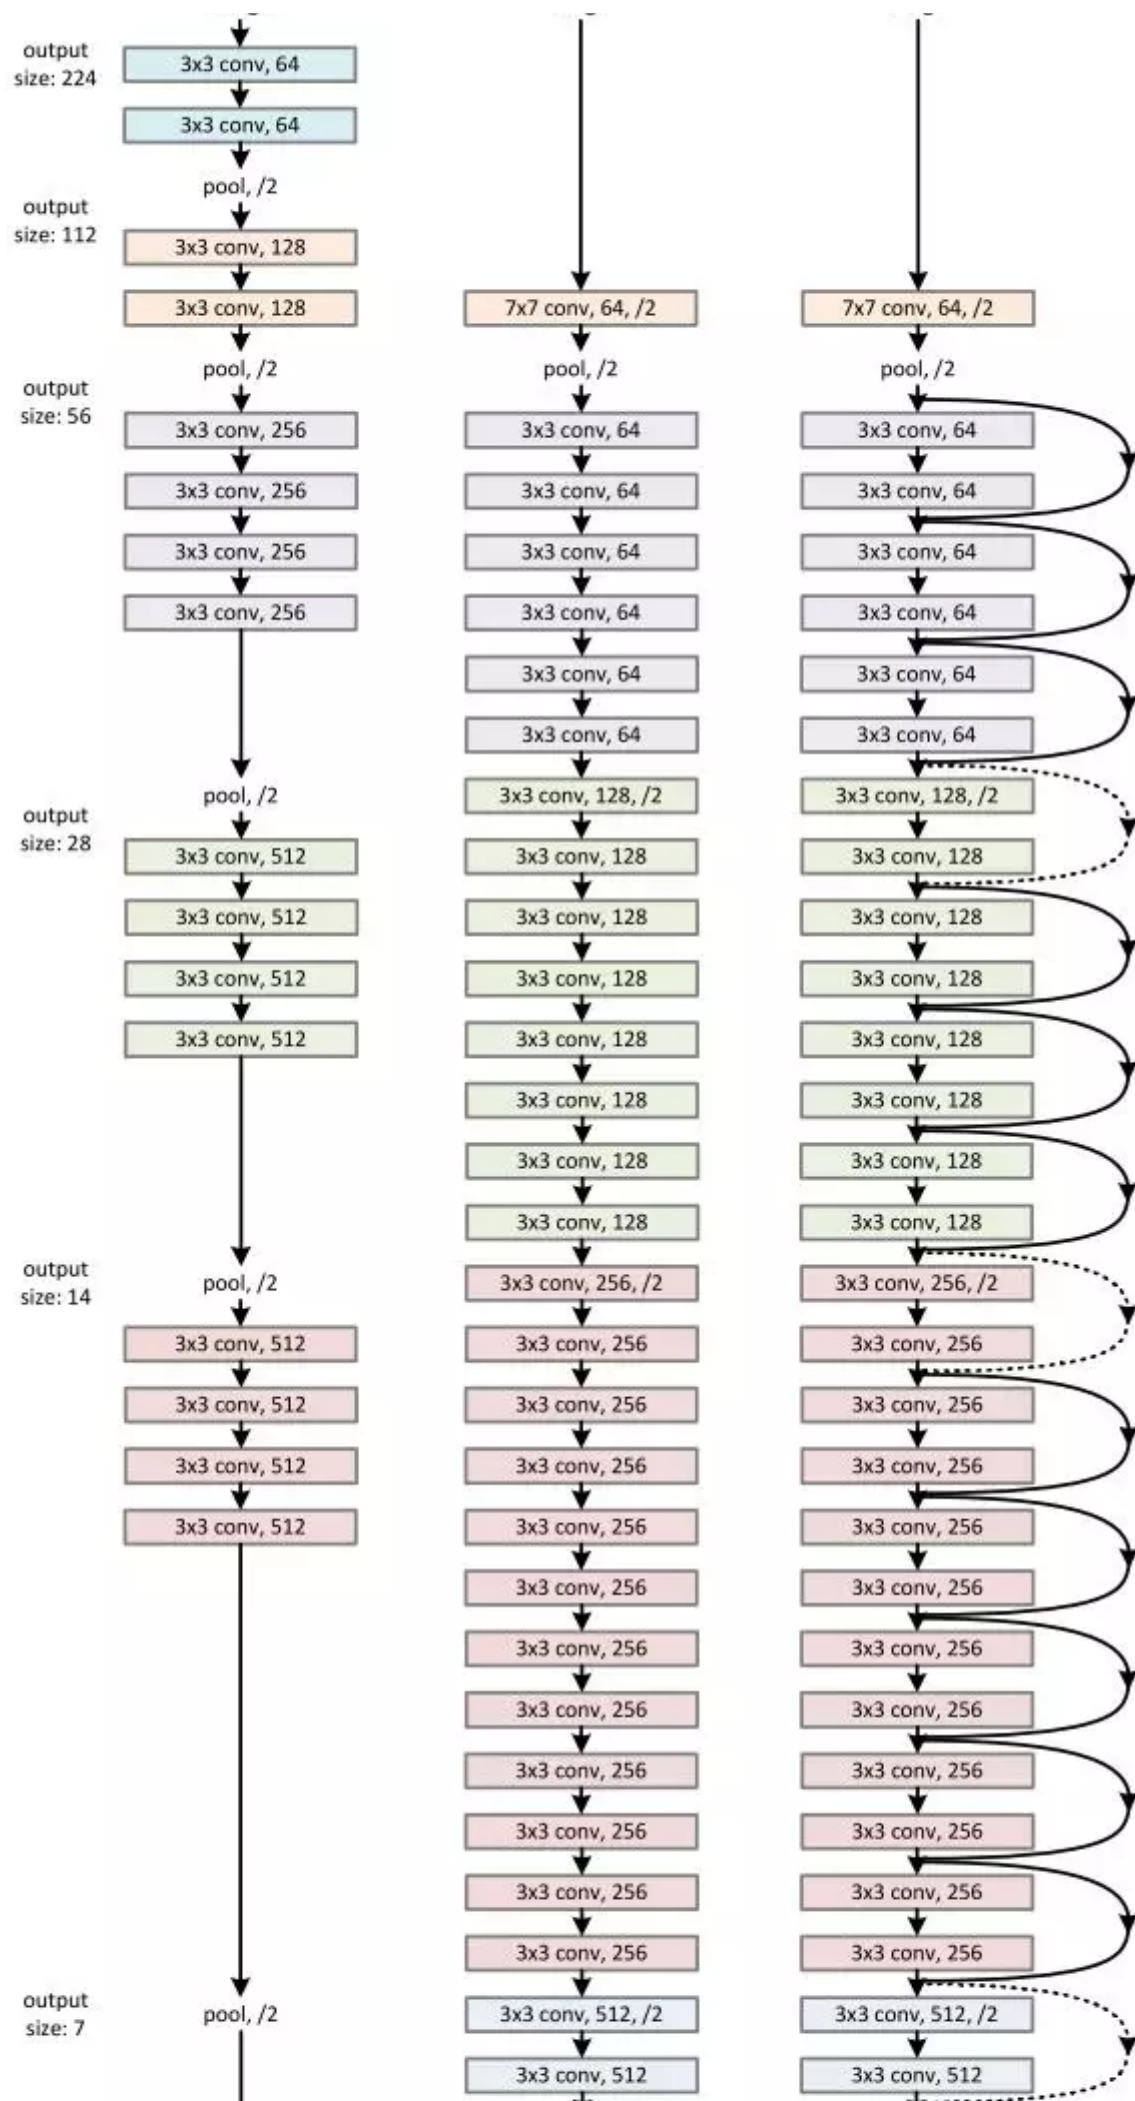 output
size: 224
output
size: 112
output
size: 56
output
size: 28
output
size: 14
output
size: 7
3x3 conv, 64
3x3 conv, 64
pool, /2
3x3 conv, 128
3x3 conv, 128
pool, /2
3x3 conv, 256
3x3 conv, 256
3x3 conv, 256
3x3 conv, 256
pool, /2
3x3 conv, 512
3x3 conv, 512
3x3 conv, 512
3x3 conv, 512
pool, /2
3x3 conv, 512
3x3 conv, 512
3x3 conv, 512
3x3 conv, 512
pool, /2
7x7 conv, 64, /2
pool, /2
3x3 conv, 64
3x3 conv, 64
3x3 conv, 64
3x3 conv, 64
3x3 conv, 64
3x3 conv, 64
3x3 conv, 128, /2
3x3 conv, 128
3x3 conv, 128
3x3 conv, 128
3x3 conv, 128
3x3 conv, 128
3x3 conv, 128
3x3 conv, 128
3x3 conv, 256, /2
3x3 conv, 256
3x3 conv, 256
3x3 conv, 256
3x3 conv, 256
3x3 conv, 256
3x3 conv, 256
3x3 conv, 256
3x3 conv, 256
3x3 conv, 256
3x3 conv, 256
3x3 conv, 256
3x3 conv, 512, /2
3x3 conv, 512
7x7 conv, 64, /2
pool, /2
3x3 conv, 64
3x3 conv, 64
3x3 conv, 64
3x3 conv, 64
3x3 conv, 64
3x3 conv, 64
3x3 conv, 128, /2
3x3 conv, 128
3x3 conv, 128
3x3 conv, 128
3x3 conv, 128
3x3 conv, 128
3x3 conv, 128
3x3 conv, 128
3x3 conv, 256, /2
3x3 conv, 256
3x3 conv, 256
3x3 conv, 256
3x3 conv, 256
3x3 conv, 256
3x3 conv, 256
3x3 conv, 256
3x3 conv, 256
3x3 conv, 256
3x3 conv, 256
3x3 conv, 256
3x3 conv, 512, /2
3x3 conv, 512